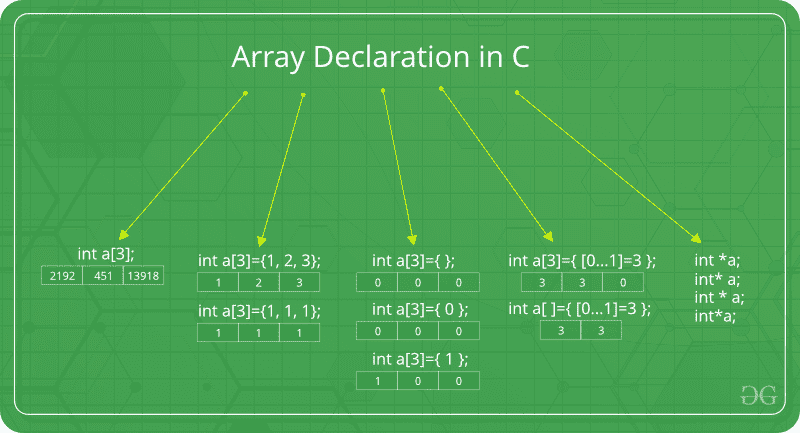 Array Declaration in C
int a[3];
2192 451 13918
int a[3]={1, 2, 3};
1 2 3
int a[3]={1, 1, 1};
1 1 1
int a[3]={ };
0 0 0
int a[3]={ 0 };
0 0 0
int a[3]={ 1 };
1 0 0
int a[3]={ [0...1]=3 };
3 3 0
int a[ ]={ [0...1]=3 };
3 3
int *a;
int* a;
int * a;
int*a;